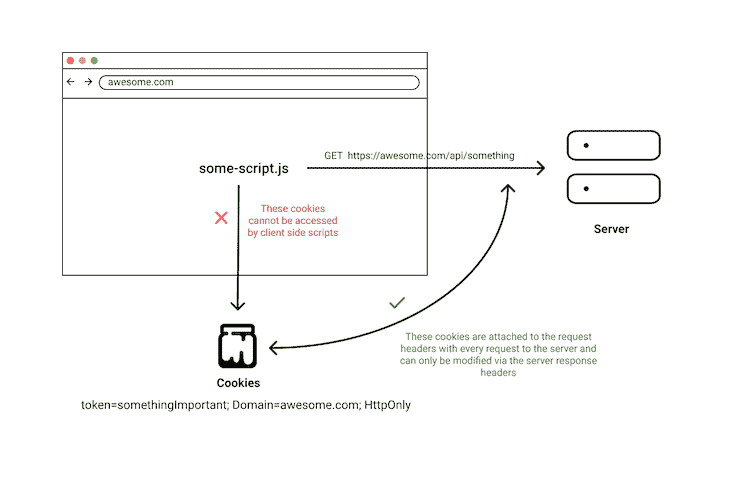 awesome.com
GET https://awesome.com/api/something
some-script.js
These cookies
cannot be accessed
by client side scripts
Server
These cookies are attached to the request
headers with every request to the server and
can only be modified via the server response
headers
Cookies
token=somethingImportant; Domain=awesome.com; HttpOnly